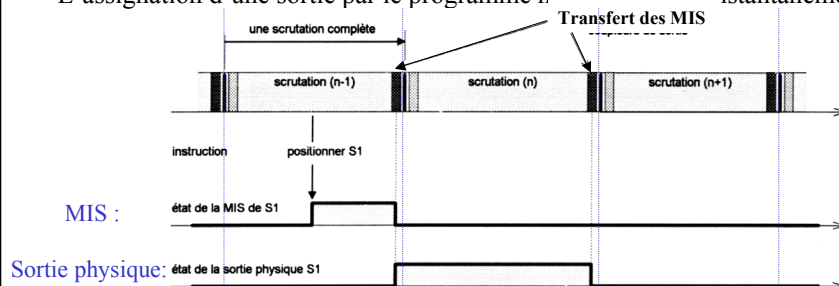 L'assignation d'une sortie par le programme
Transfert des MIS
une scrutation complète
scrutation (n-1)
scrutation (n)
scrutation (n+1)
instruction
positionner S1
MIS :
état de la MIS de S1
Sortie physique:
état de la sortie physique S1